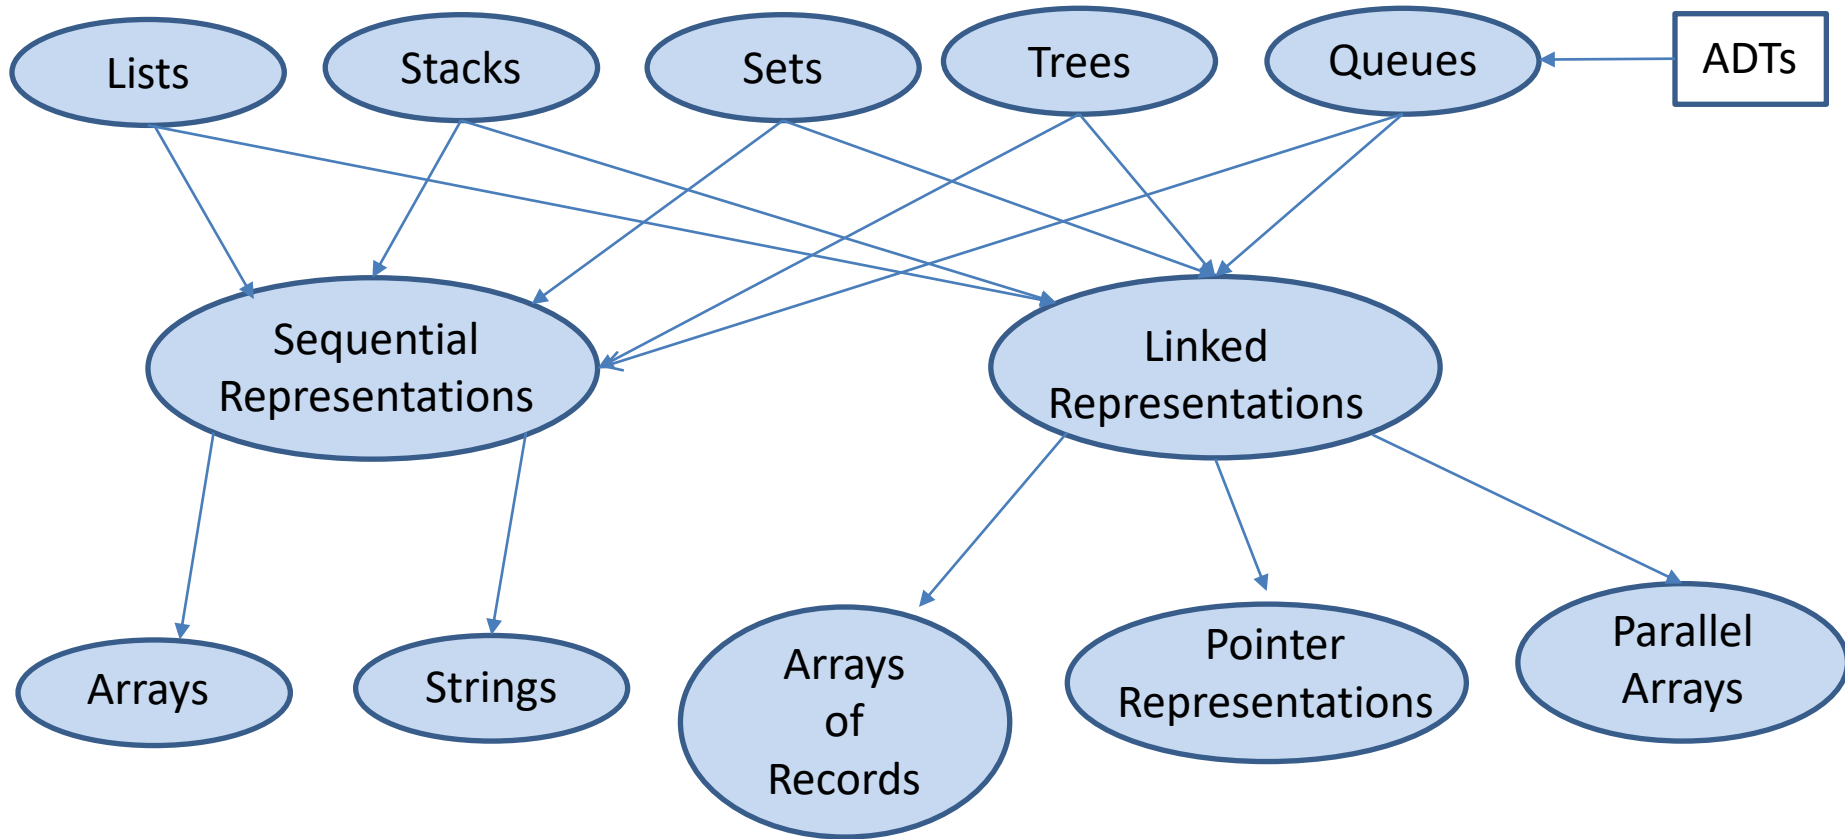 Lists
Stacks
Sets
Trees
Queues
ADTs
Sequential
Representations
Linked
Representations
Arrays
Strings
Arrays
of
Records
Pointer
Representations
Parallel
Arrays